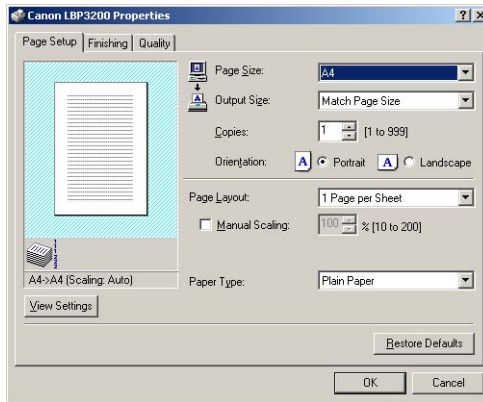 Canon LBP3200 Properties
Page Setup Finishing Quality
Page Size: A4
Output Size: Match Page Size
Copies: 1 [1 to 999]
Orientation: A Portrait A Landscape
Page Layout: 1 Page per Sheet
Manual Scaling: 100 % [10 to 200]
A4->A4 (Scaling: Auto)
Paper Type: Plain Paper
View Settings
Restore Defaults
OK Cancel